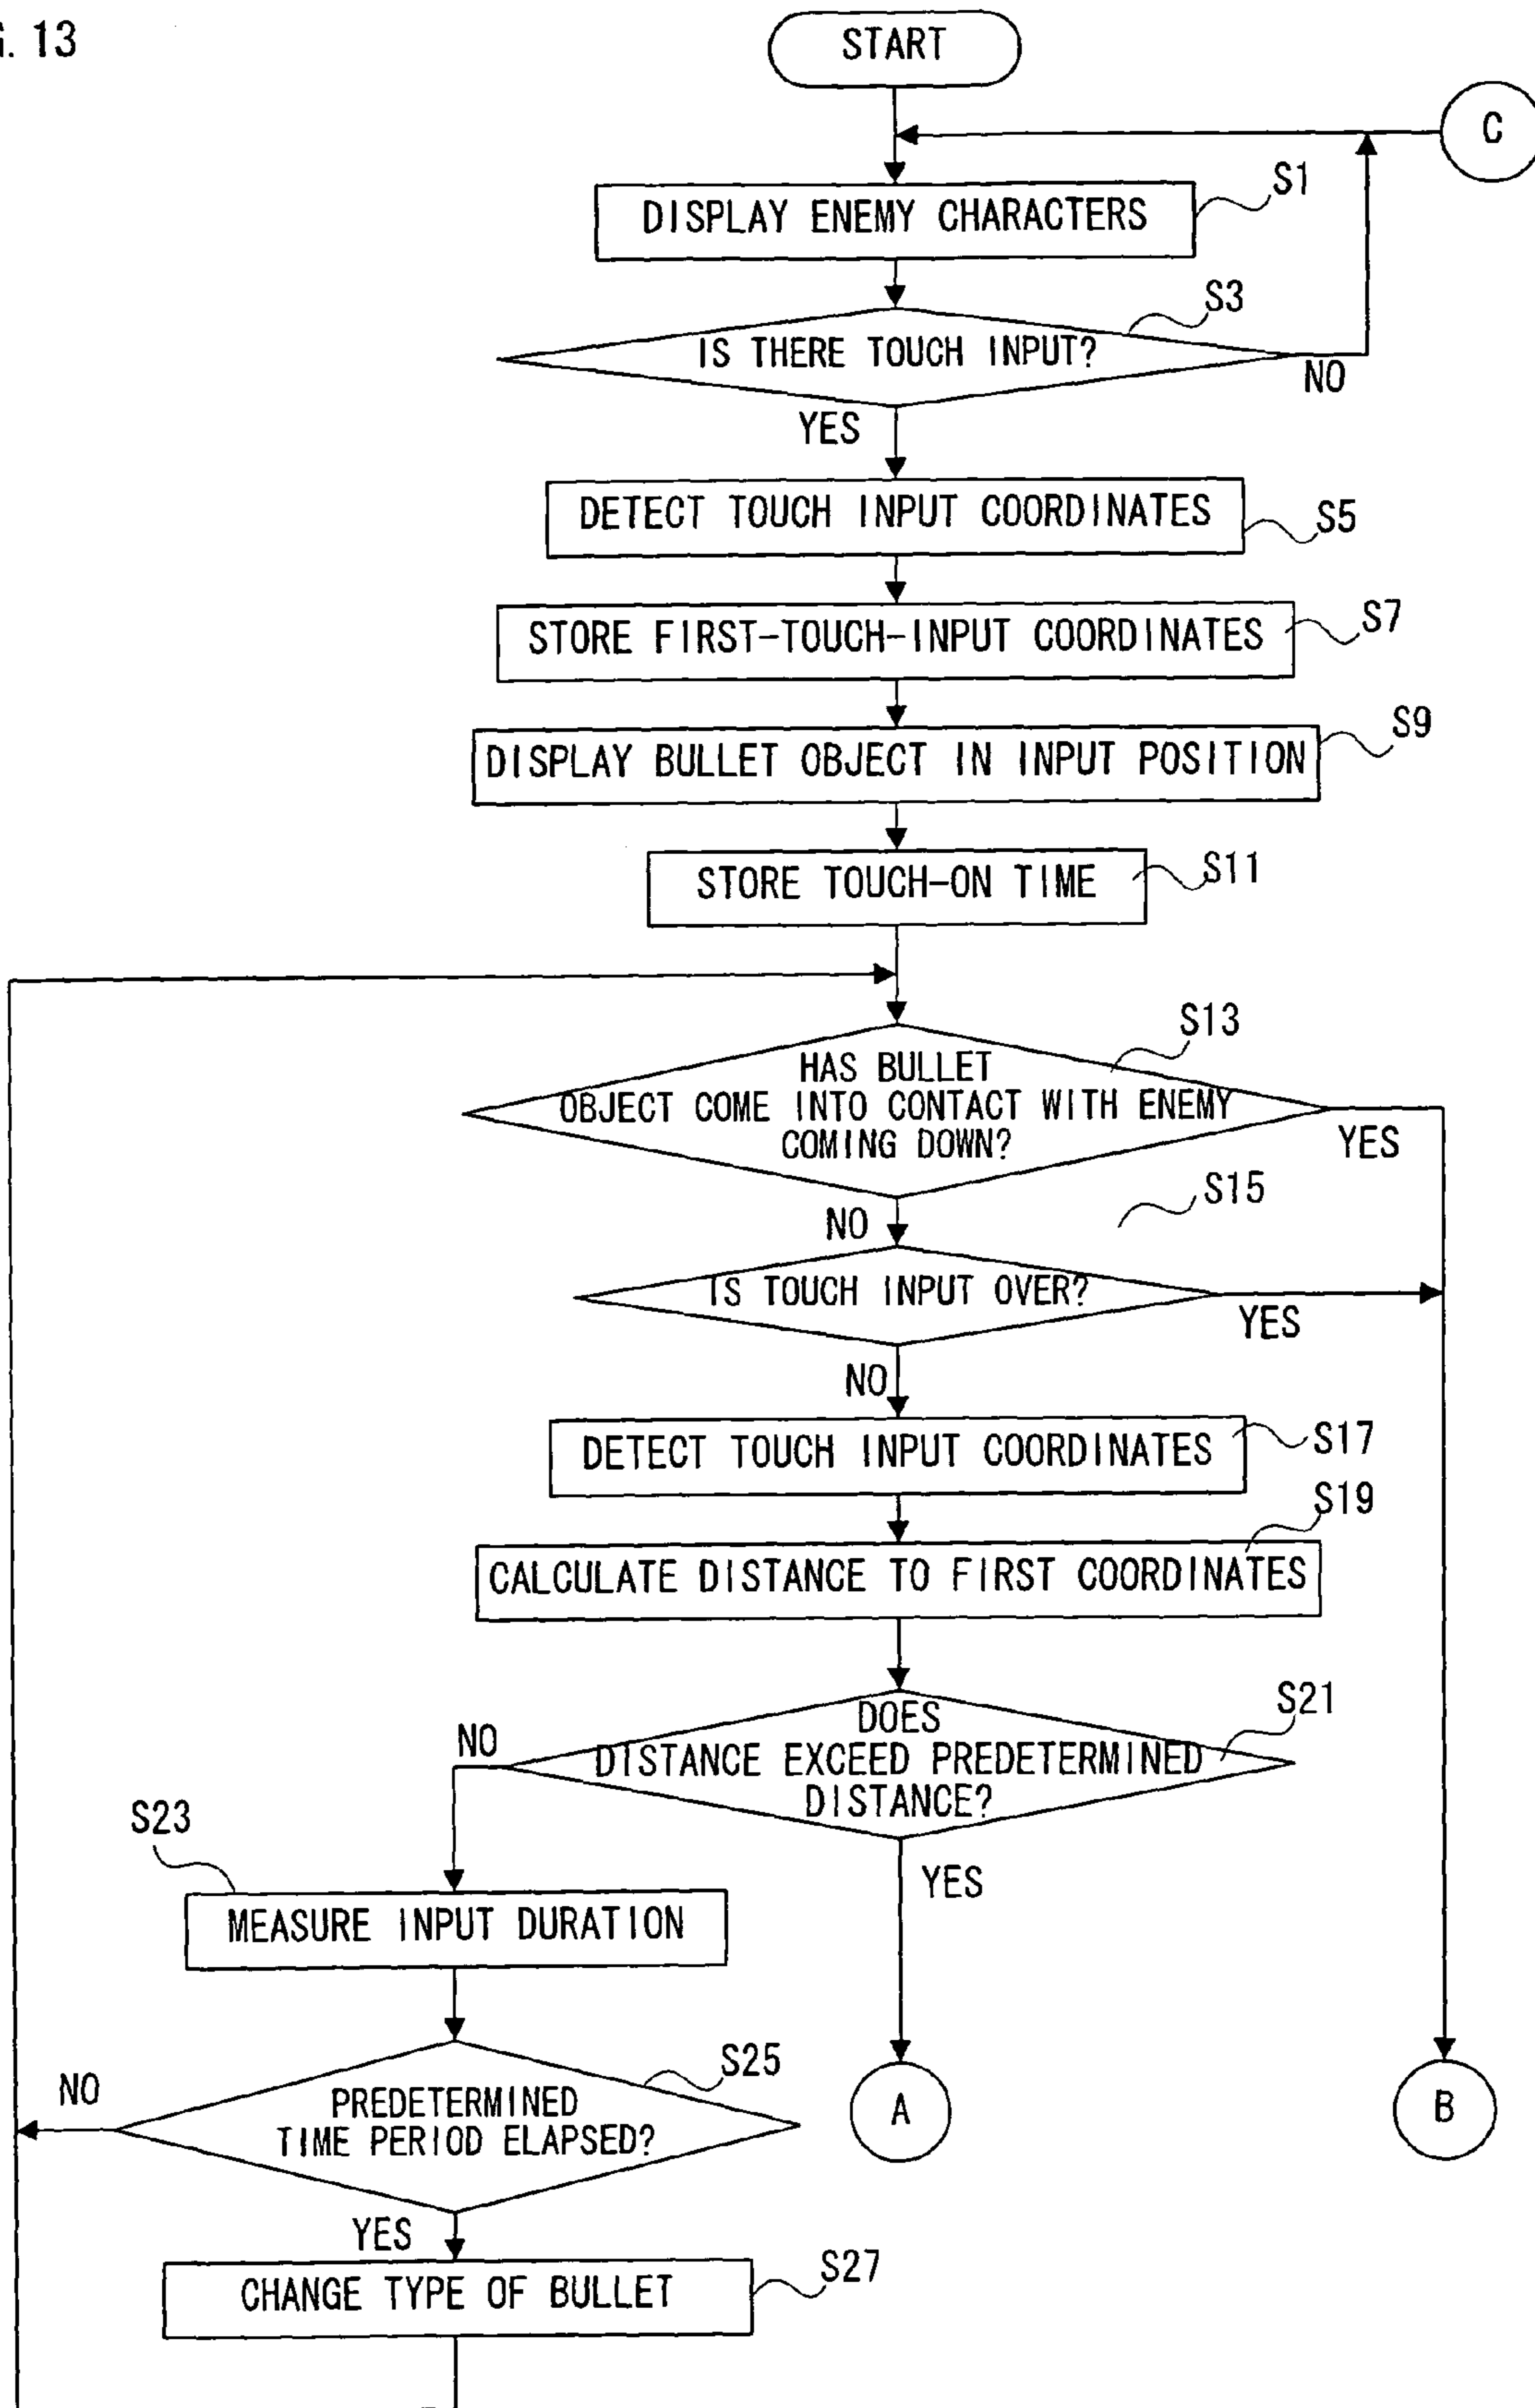 G. 13
START
C
S1
DISPLAY ENEMY CHARACTERS
S3
IS THERE TOUCH INPUT?
NO
YES
DETECT TOUCH INPUT COORDINATES
S5
STORE FIRST-TOUCH-INPUT COORDINATES
S7
DISPLAY BULLET OBJECT IN INPUT POSITION
S9
STORE TOUCH-ON TIME
S11
S13
HAS BULLET
OBJECT COME INTO CONTACT WITH ENEMY
COMING DOWN?
YES
NO
S15
IS TOUCH INPUT OVER?
YES
NO
DETECT TOUCH INPUT COORDINATES
S17
S19
CALCULATE DISTANCE TO FIRST COORDINATES
S21
DOES
DISTANCE EXCEED PREDETERMINED
DISTANCE?
NO
YES
S23
MEASURE INPUT DURATION
S25
PREDETERMINED
TIME PERIOD ELAPSED?
NO
A
B
YES
S27
CHANGE TYPE OF BULLET